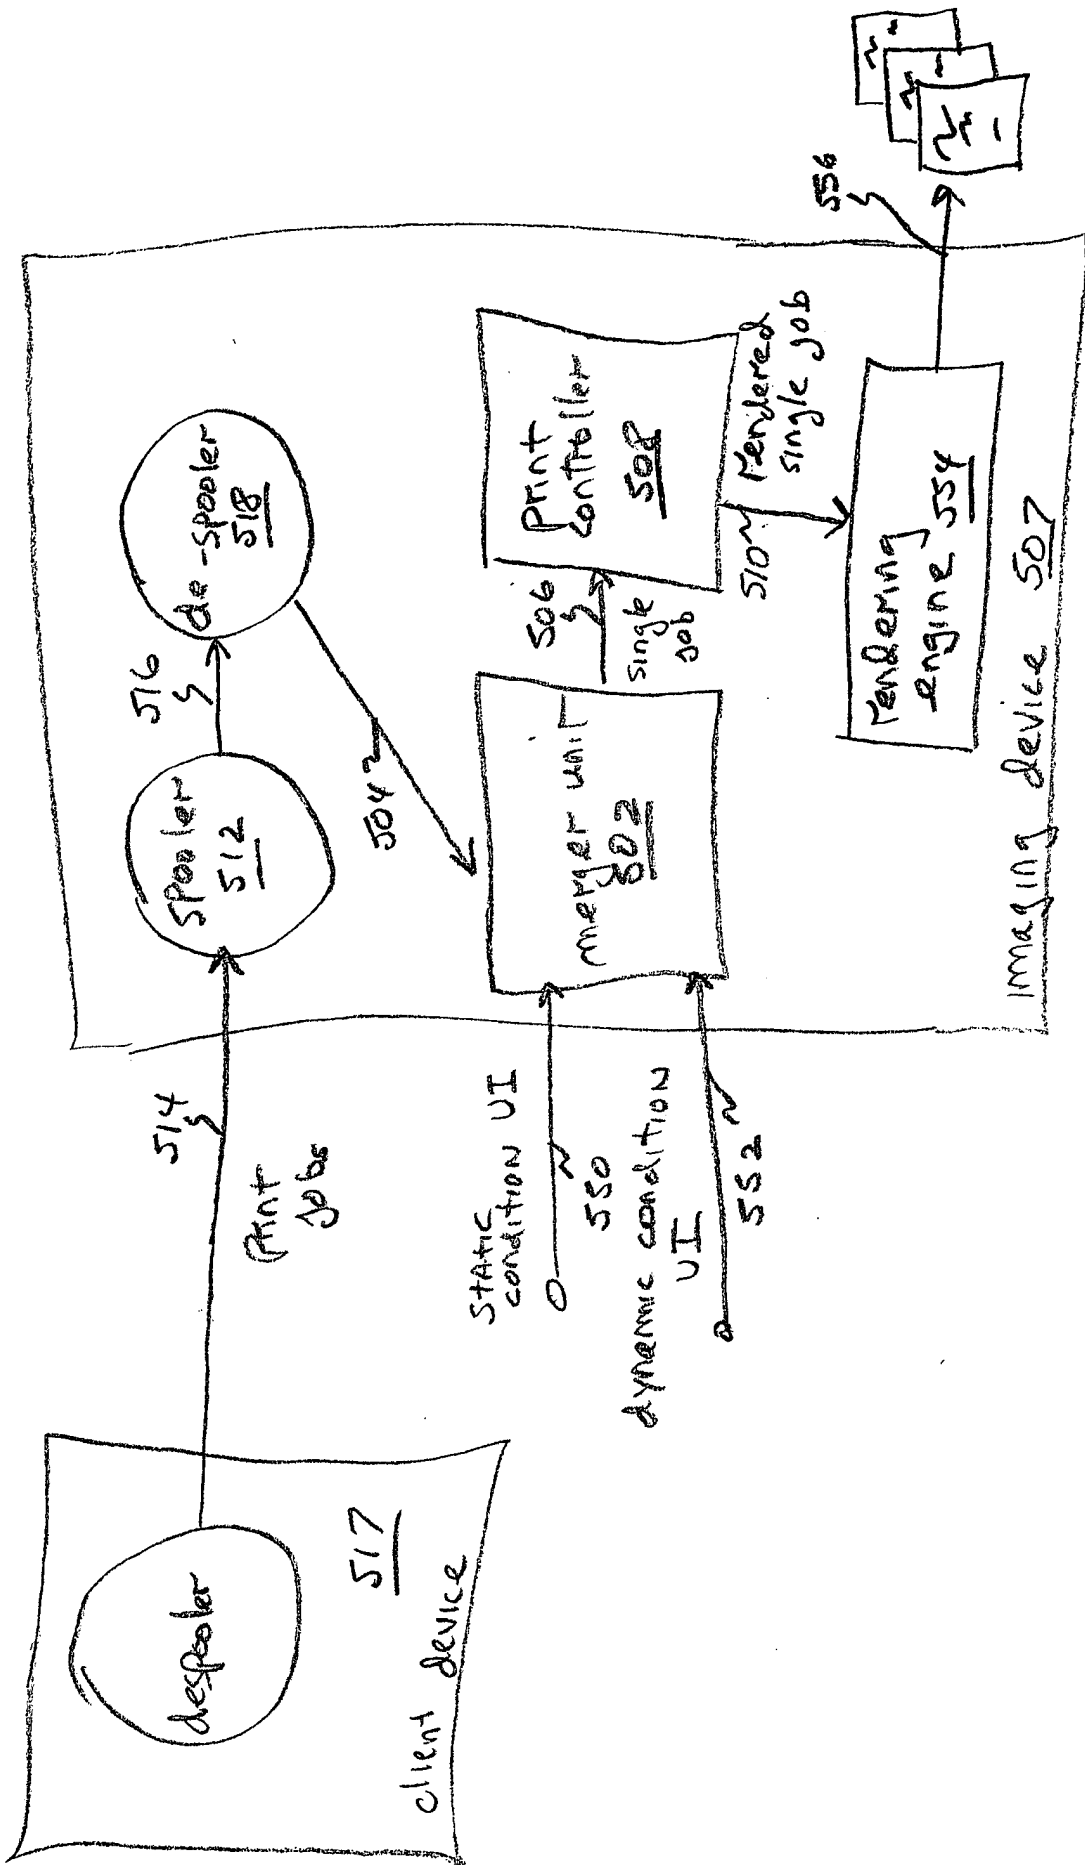 despooler
517
client device
514
Print
Jobs
spooler
512
516
de-spooler
518
504
STATIC
condition UI
550
dynamic condition
UI
552
merger unit
502
506
single
job
Print
controller
508
510
rendered
single job
rendering
engine 554
556
imaging device 507